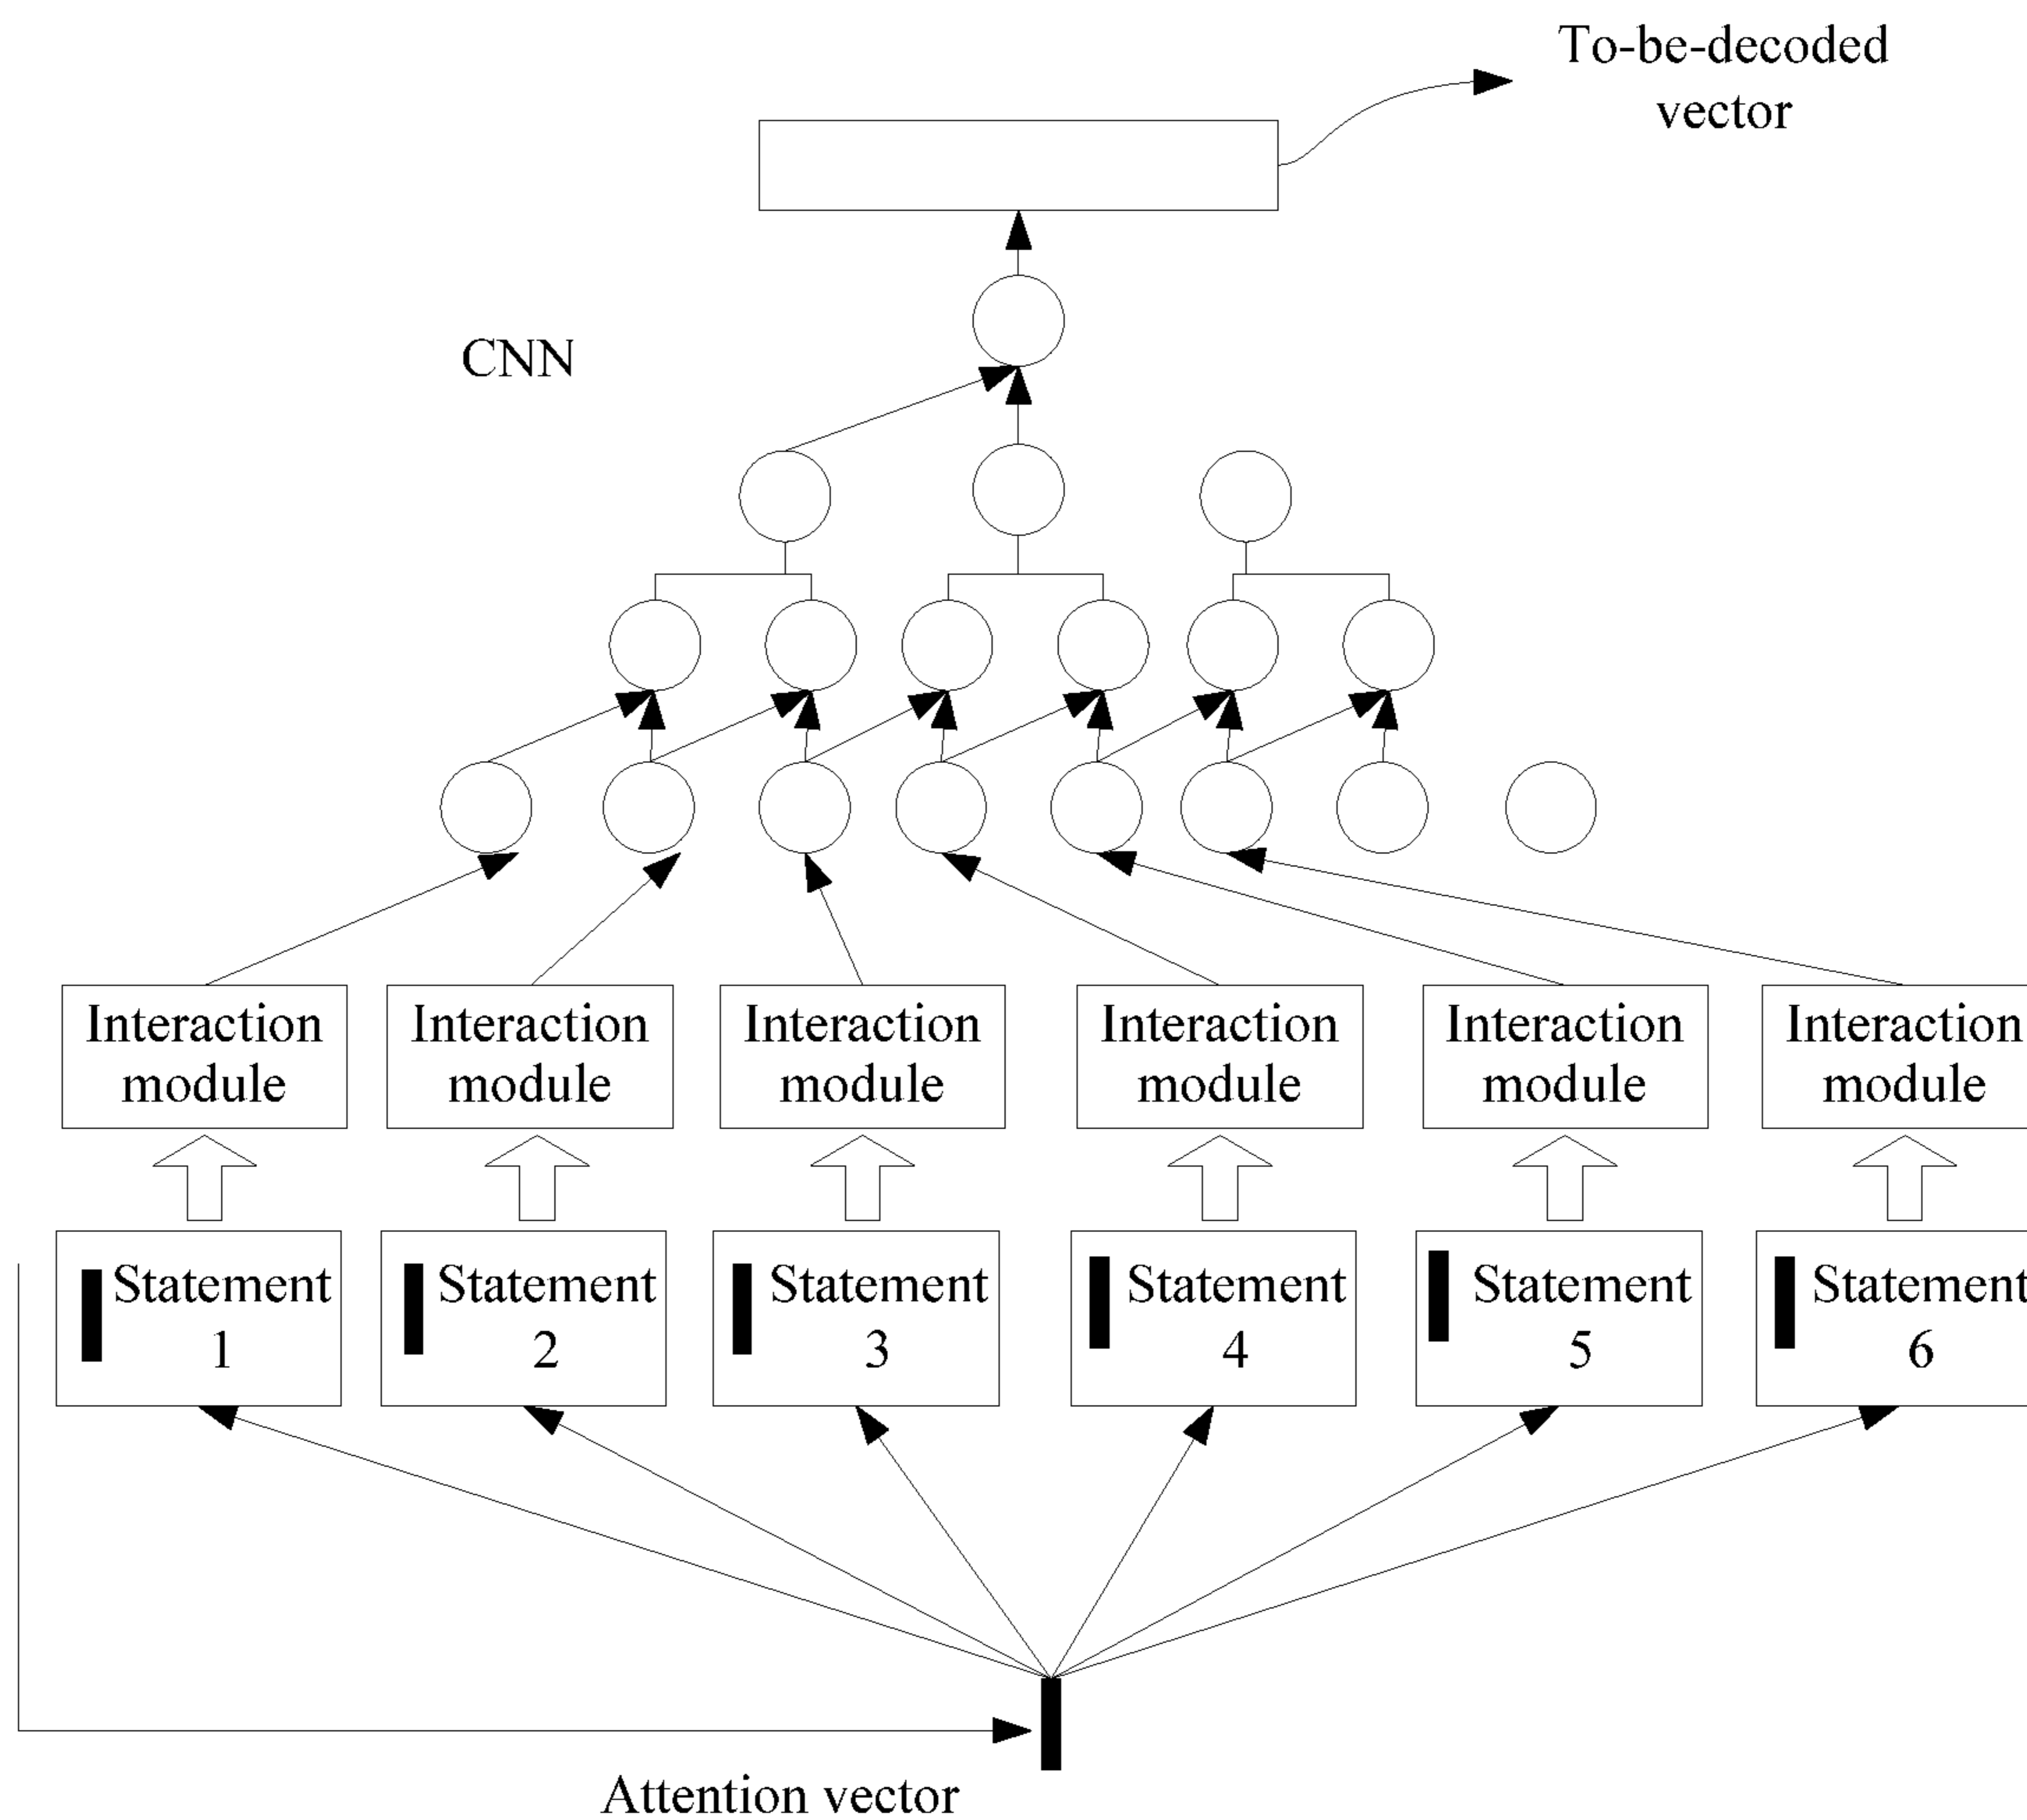 To-be-decoded
vector
CNN
Interaction
module
Interaction
module
Interaction
module
Interaction
module
Interaction
module
Interaction
module
Statement
1
Statement
2
Statement
3
Statement
4
Statement
5
Statement
6
Attention vector